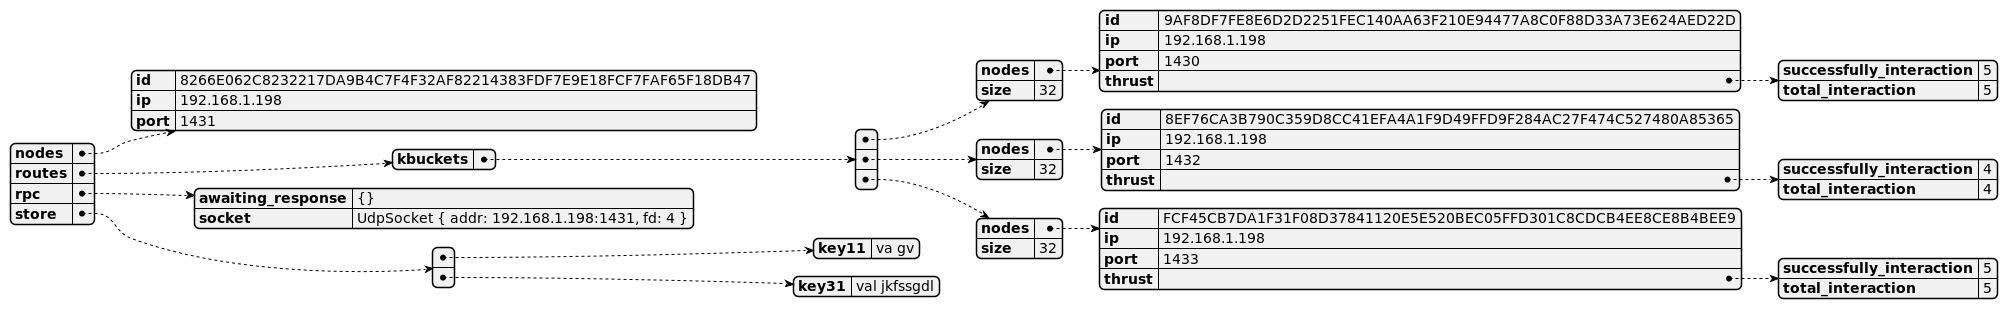 nodes
routes
rpc
store
id 8266E062C8232217DA9B4C7F4F32AF82214383FDF7E9E18FCF7FAF65F18DB47
ip 192.168.1.198
port 1431
kbuckets
awaiting_response {}
socket UdpSocket { addr: 192.168.1.198:1431, fd: 4 }
key11 va gv
key31 val jkfssgdl
nodes
size 32
id 9AF8DF7FE8E6D2D2251FEC140AA63F210E94477A8C0F88D33A73E624AED22D
ip 192.168.1.198
port 1430
thrust
successfully_interaction 5
total_interaction 5
nodes
size 32
id 8EF76CA3B790C359D8CC41EFA4A1F9D49FFD9F284AC27F474C527480A85365
ip 192.168.1.198
port 1432
thrust
successfully_interaction 4
total_interaction 4
nodes
size 32
id FCF45CB7DA1F31F08D37841120E5E520BEC05FFD301C8CDCB4EE8CE8B4BEE9
ip 192.168.1.198
port 1433
thrust
successfully_interaction 5
total_interaction 5